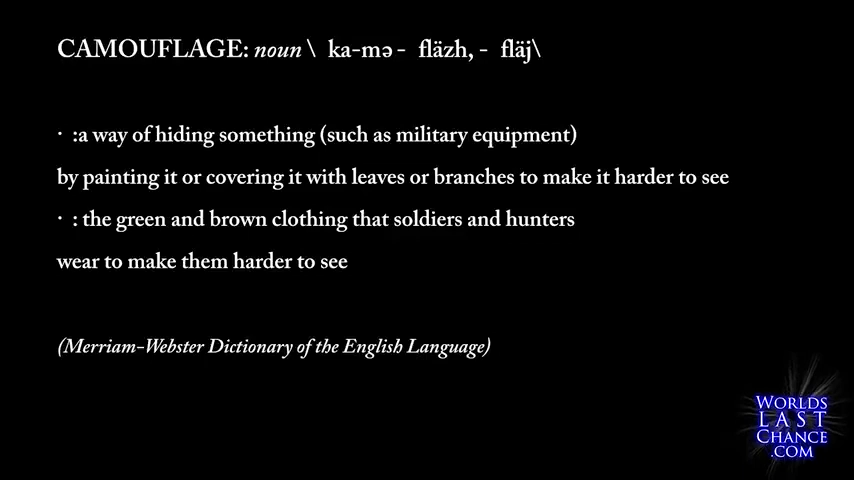 CAMOUFLAGE: noun \ ka-mə - fläzh, - fläj\
· :a way of hiding something (such as military equipment)
by painting it or covering it with leaves or branches to make it harder to see
· : the green and brown clothing that soldiers and hunters
wear to make them harder to see
(Merriam-Webster Dictionary of the English Language)
WORLDS
LAST
CHANCE
.COM